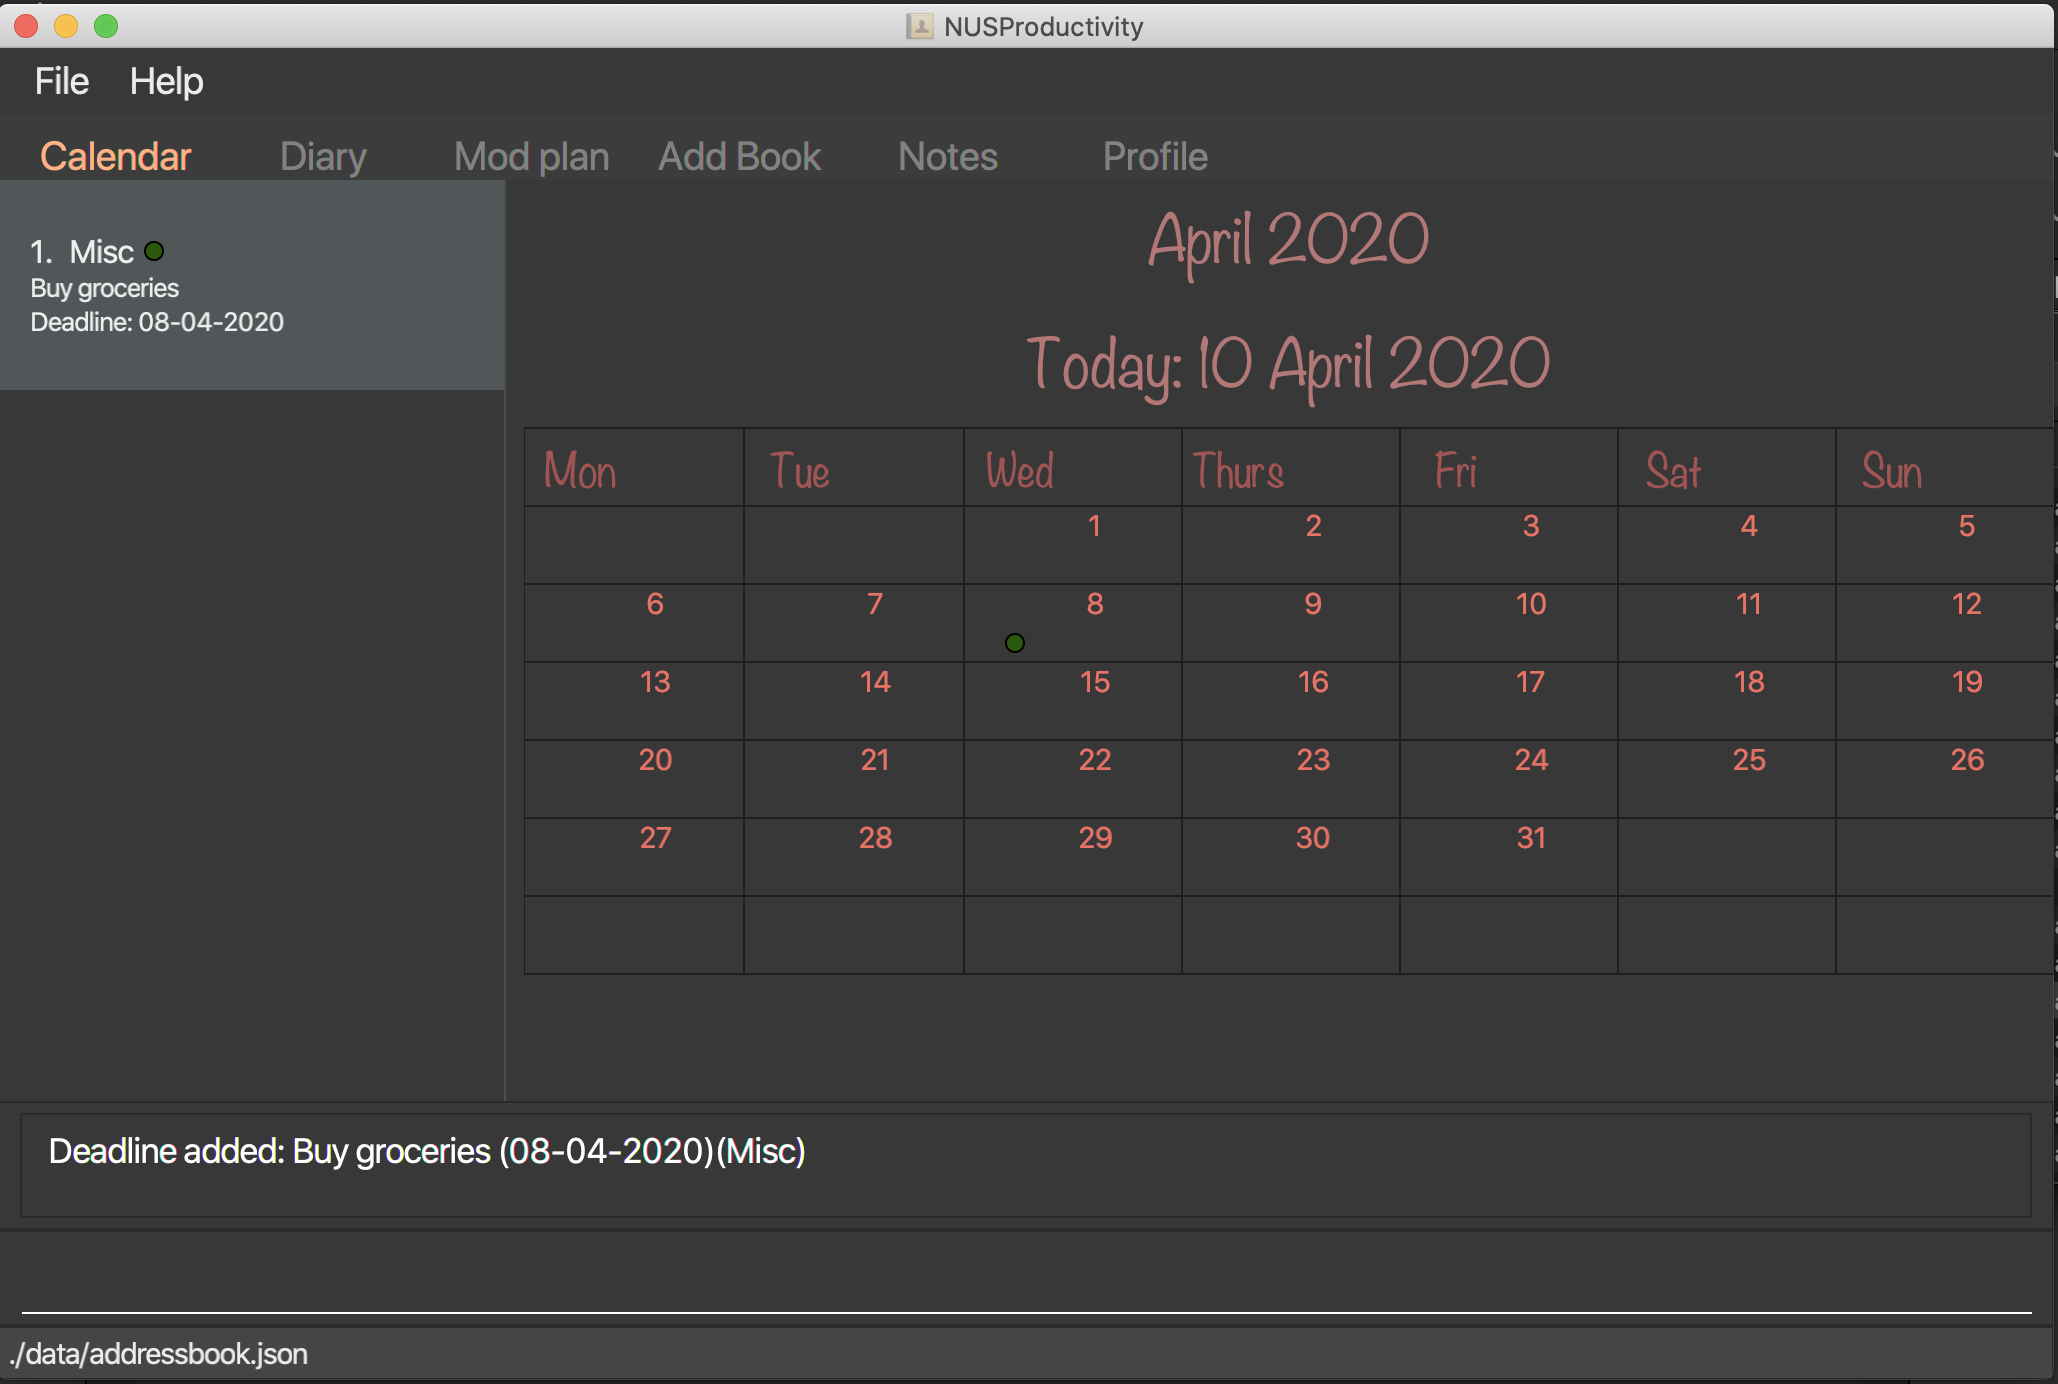 NUSProductivity
File Help
Calendar Diary Mod plan Add Book Notes Profile
1. Misc
Buy groceries
Deadline: 08-04-2020
April 2020
Today: 10 April 2020
Mon Tue Wed Thurs Fri Sat Sun
1 2 3 4 5
6 7 8 9 10 11 12
13 14 15 16 17 18 19
20 21 22 23 24 25 26
27 28 29 30 31
Deadline added: Buy groceries (08-04-2020)(Misc)
./data/addressbook.json